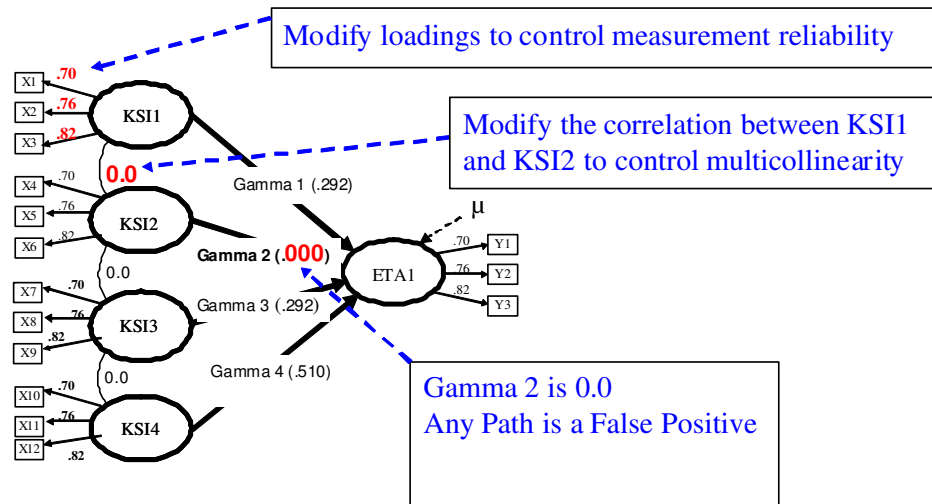 Modify loadings to control measurement reliability
X1
.70
X2
.76
X3
.82
KSI1
Modify the correlation between KSI1
and KSI2 to control multicollinearity
0.0
Gamma 1 (.292)
X4
.70
X5
.76
X6
.82
KSI2
μ
Gamma 2 (.000)
ETA1
.70
Y1
.76
Y2
.82
Y3
0.0
X7
.70
X8
.76
X9
.82
KSI3
Gamma 3 (.292)
0.0
Gamma 4 (.510)
X10
.70
X11
.76
X12
.82
KSI4
Gamma 2 is 0.0
Any Path is a False Positive